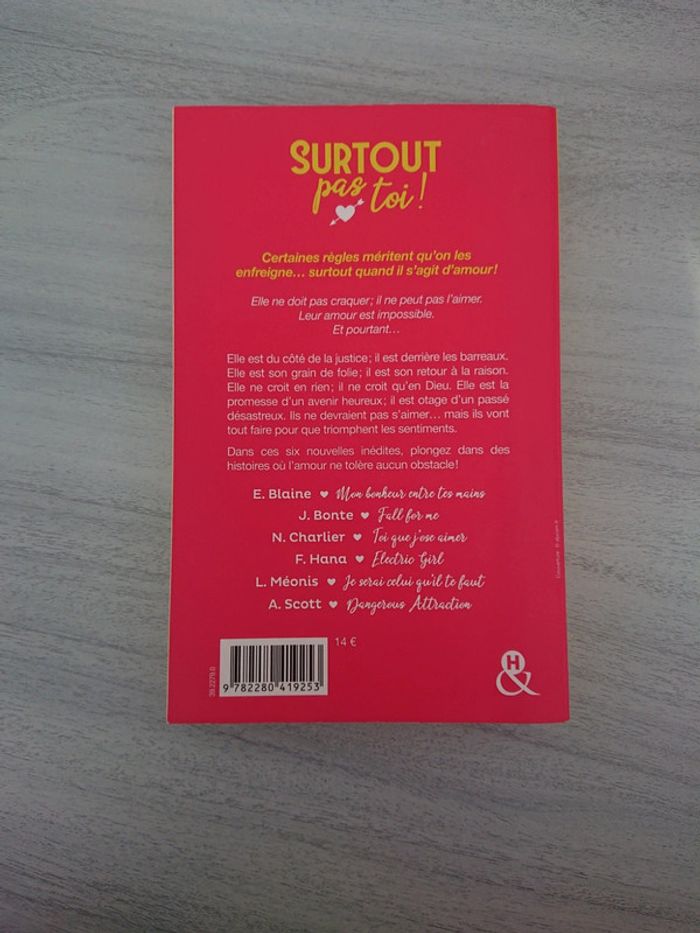 SURTOUT
pas toi !
Certaines règles méritent qu'on les
enfreigne... surtout quand il s'agit d'amour !
Elle ne doit pas craquer ; il ne peut pas l'aimer.
Leur amour est impossible.
Et pourtant...
Elle est du côté de la justice ; il est derrière les barreaux.
Elle est son grain de folie ; il est son retour à la raison.
Elle ne croit en rien ; il ne croit qu'en Dieu. Elle est la
promesse d'un avenir heureux ; il est otage d'un passé
désastreux. Ils ne devraient pas s'aimer... mais ils vont
tout faire pour que triomphent les sentiments.
Dans ces six nouvelles inédites, plongez dans des
histoires où l'amour ne tolère aucun obstacle !
E. Blaine ♥ Mon bonheur entre tes mains
J. Bonte ♥ Fall for me
N. Charlier ♥ Toi que j'ose aimer
F. Hana ♥ Electric Girl
L. Méonis ♥ Je serai celui qu'il te faut
A. Scott ♥ Dangerous Attraction
14 €
9 782280 419253
39.2279.0
H
&